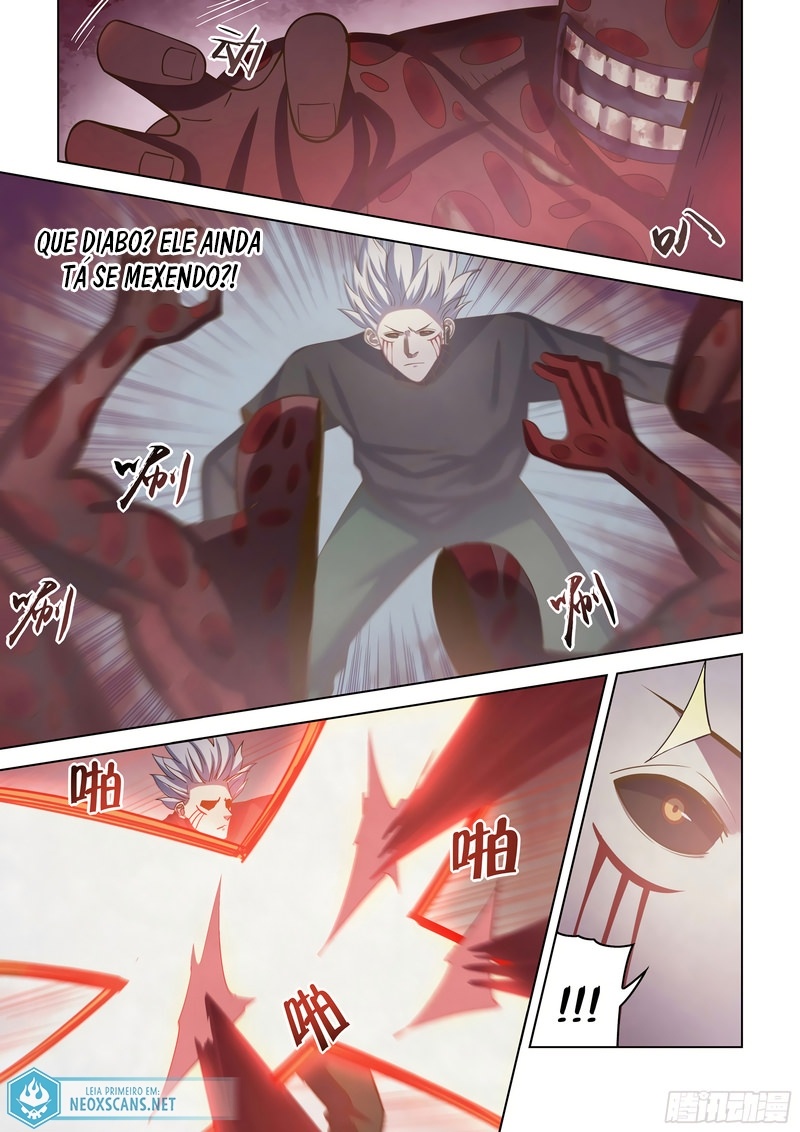 动
叭
QUE DIABO? ELE AINDA
TÁ SE MEXENDO?!
唰
唰
唰
啪
啪
啪
!!!
LEIA PRIMEIRO EM:
NEOXSCANS.NET
腾讯动漫